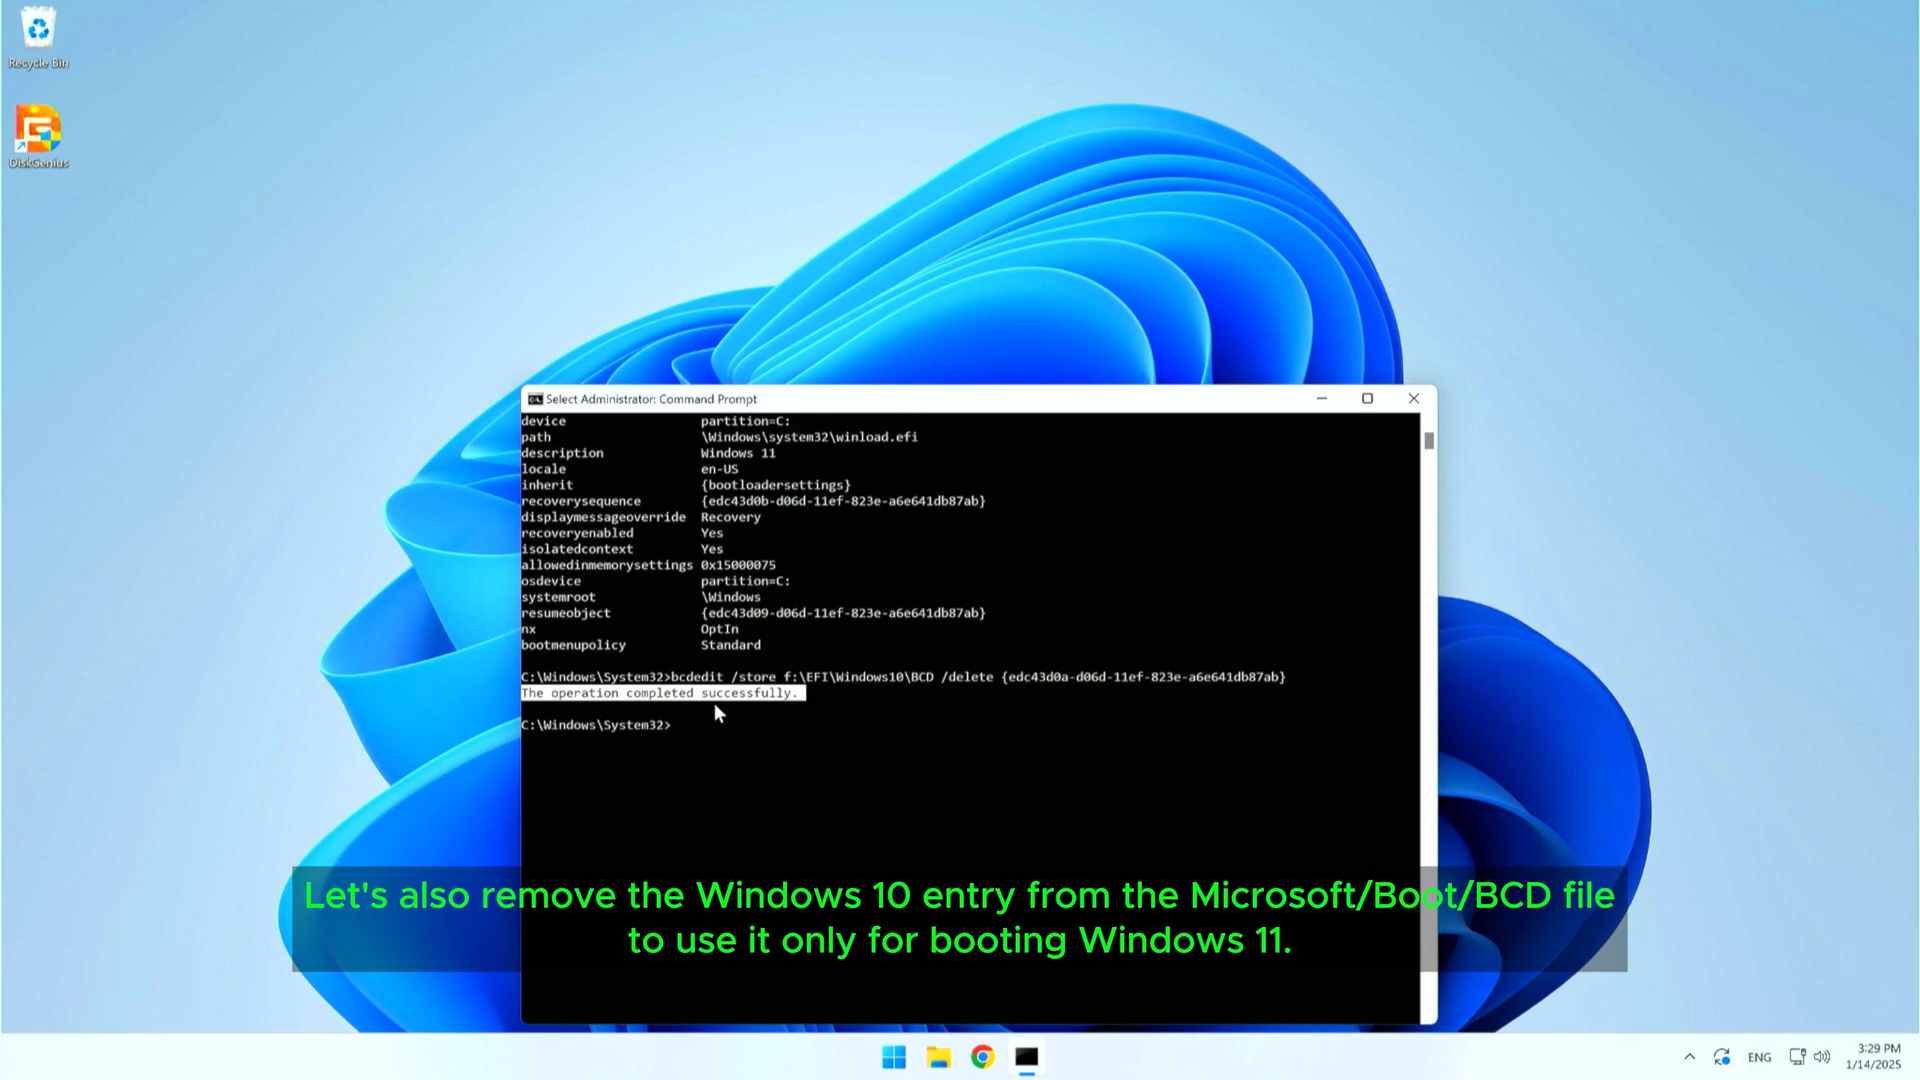 Recycle Bin
DiskGenius
Select Administrator: Command Prompt
device partition=C:
path \Windows\system32\winload.efi
description Windows 11
locale en-US
inherit {bootloadersettings}
recoverysequence {edc43d0b-d06d-11ef-823e-a6e641db87ab}
displaymessageoverride Recovery
recoveryenabled Yes
isolatedcontext Yes
allowedinmemorysettings 0x15000075
osdevice partition=C:
systemroot \Windows
resumeobject {edc43d09-d06d-11ef-823e-a6e641db87ab}
nx OptIn
bootmenupolicy Standard
C:\Windows\System32>bcdedit /store f:\EFI\Windows10\BCD /delete {edc43d0a-d06d-11ef-823e-a6e641db87ab}
The operation completed successfully.
C:\Windows\System32>
Let's also remove the Windows 10 entry from the Microsoft/Boot/BCD file
to use it only for booting Windows 11.
ENG
3:29 PM
1/14/2025